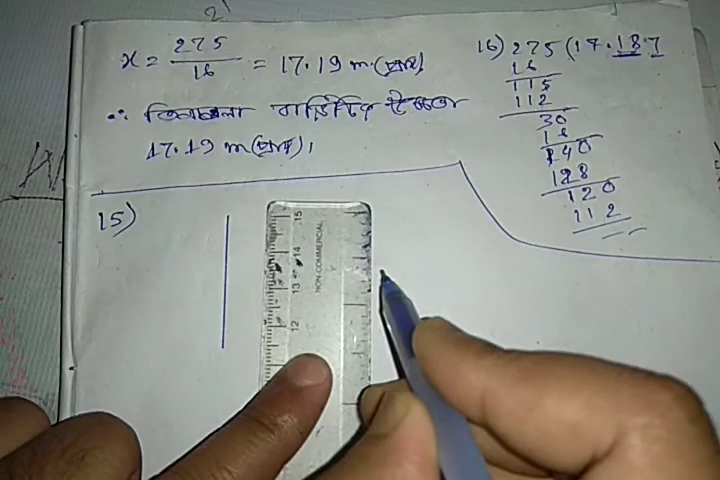 x = 275/16 = 17.19 m.(প্রায়)
∴ তিনতলা বাড়িটির উচ্চতা
17.19 m(প্রায়)।
16) 275 (17.187
16
115
112
30
16
140
128
120
112
15)
15
14
13
12
NON COMMERCIAL